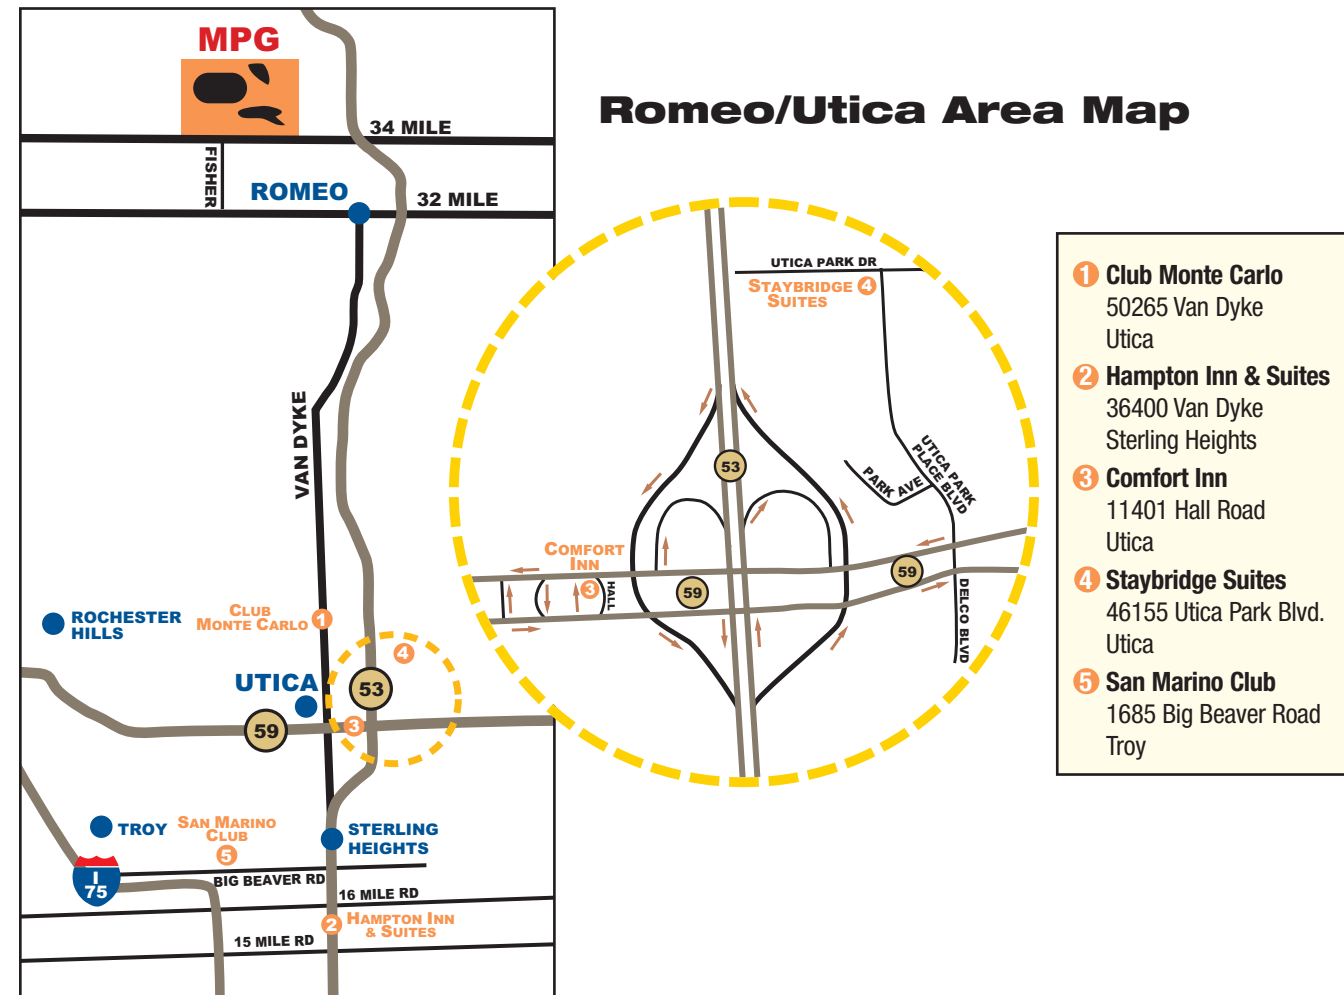 MPG
Romeo/Utica Area Map
34 MILE
FISHER
ROMEO
32 MILE
VAN DYKE
ROCHESTER
HILLS
CLUB
MONTE CARLO 1
4
UTICA
53
59
3
TROY
SAN MARINO
CLUB
5
STERLING
HEIGHTS
I
75
BIG BEAVER RD
16 MILE RD
2 HAMPTON INN
& SUITES
15 MILE RD
UTICA PARK DR
STAYBRIDGE 4
SUITES
53
UTICA PARK
PLACE BLVD
PARK AVE
COMFORT
INN
3
HALL
59
59
DELCO BLVD
1 Club Monte Carlo
50265 Van Dyke
Utica
2 Hampton Inn & Suites
36400 Van Dyke
Sterling Heights
3 Comfort Inn
11401 Hall Road
Utica
4 Staybridge Suites
46155 Utica Park Blvd.
Utica
5 San Marino Club
1685 Big Beaver Road
Troy